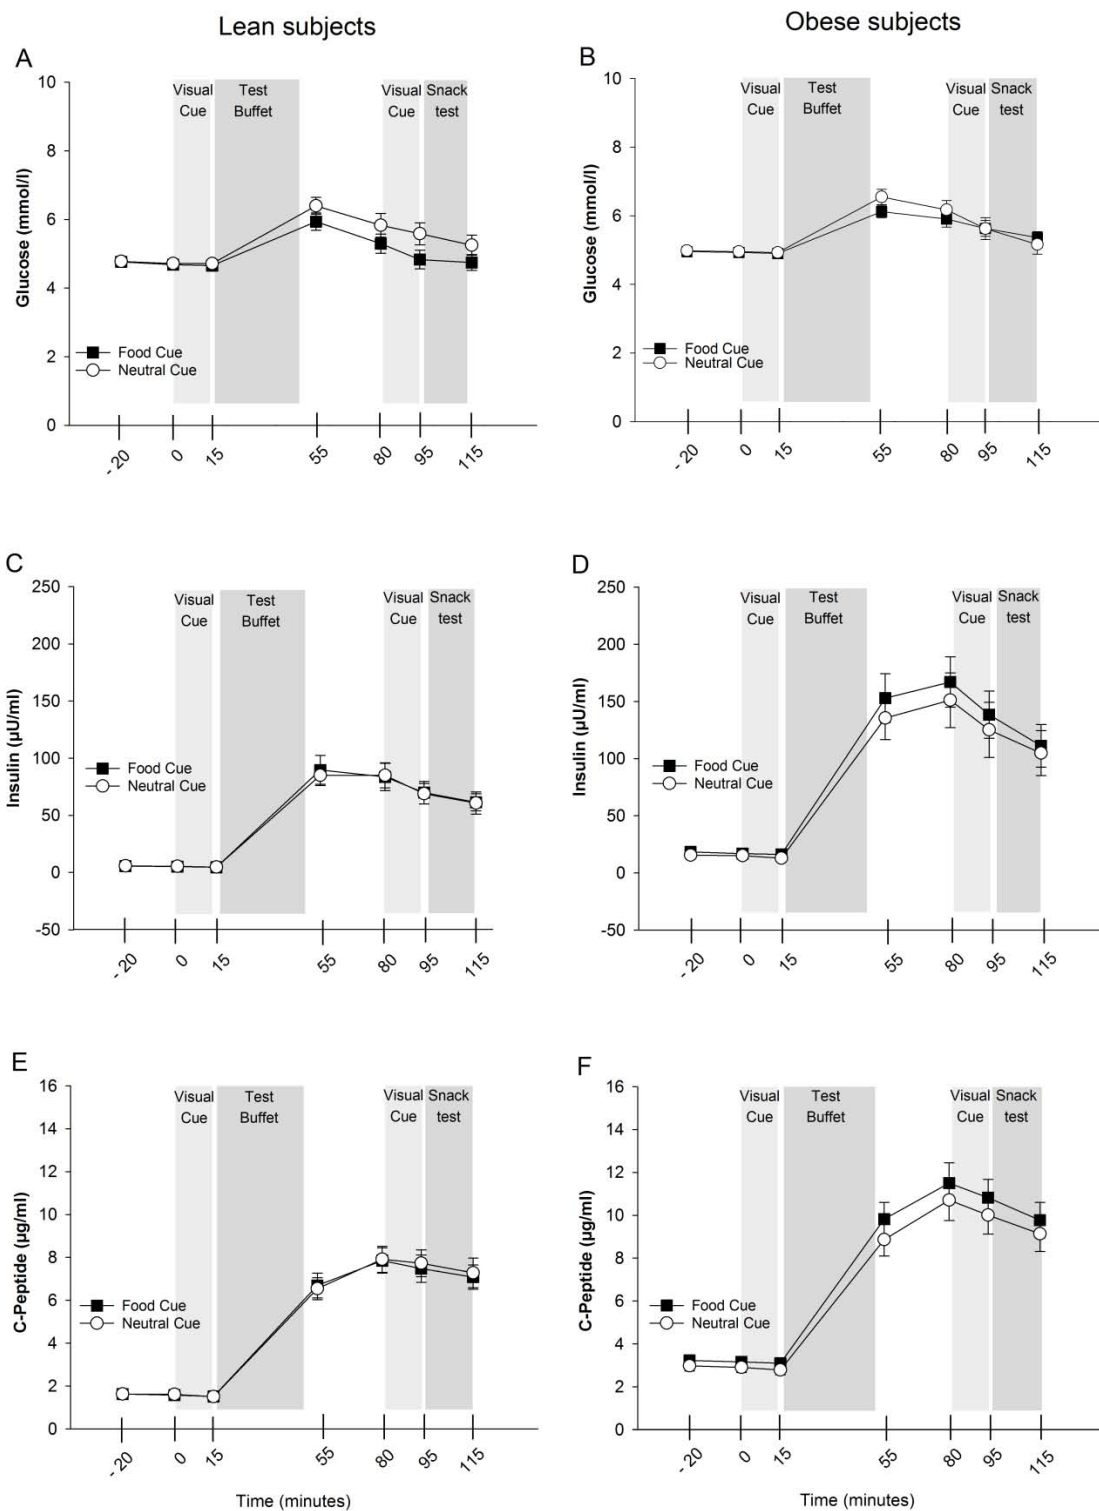 Lean subjects
Obese subjects
A
Visual
Cue
Test
Buffet
Visual
Cue
Snack
test
10
8
6
4
2
0
Glucose (mmol/l)
Food Cue
Neutral Cue
- 20
0
15
55
80
95
115
B
Visual
Cue
Test
Buffet
Visual
Cue
Snack
test
10
8
6
4
2
0
Glucose (mmol/l)
Food Cue
Neutral Cue
- 20
0
15
55
80
95
115
C
Visual
Cue
Test
Buffet
Visual
Cue
Snack
test
250
200
150
100
50
0
-50
Insulin (µU/ml)
Food Cue
Neutral Cue
- 20
0
15
55
80
95
115
D
Visual
Cue
Test
Buffet
Visual
Cue
Snack
test
250
200
150
100
50
0
-50
Insulin (µU/ml)
Food Cue
Neutral Cue
- 20
0
15
55
80
95
115
E
Visual
Cue
Test
Buffet
Visual
Cue
Snack
test
16
14
12
10
8
6
4
2
0
C-Peptide (µg/ml)
Food Cue
Neutral Cue
- 20
0
15
55
80
95
115
Time (minutes)
F
Visual
Cue
Test
Buffet
Visual
Cue
Snack
test
16
14
12
10
8
6
4
2
0
C-Peptide (µg/ml)
Food Cue
Neutral Cue
- 20
0
15
55
80
95
115
Time (minutes)